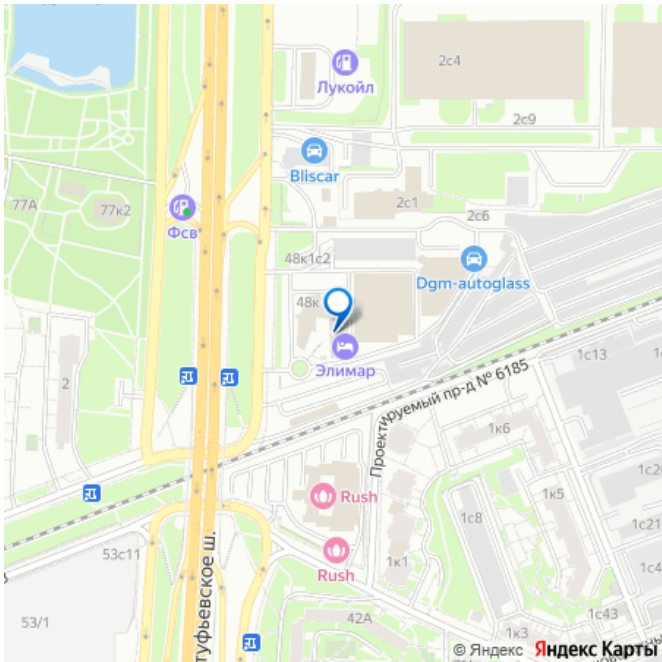 2с4
Лукойл
2с9
Bliscar
77А
77к2
2с1
Фсв
2с6
48к1с2
Dgm-autoglass
48к
Элимар
1с13
2
Проектируемый пр-д № 6185
1к6
1к5
1с20
Rush
1с8
1с21
53с11
Rush
1к1
туфьевское ш.
53/1
42А
1с43
1к3
© Яндекс Яндекс Карты